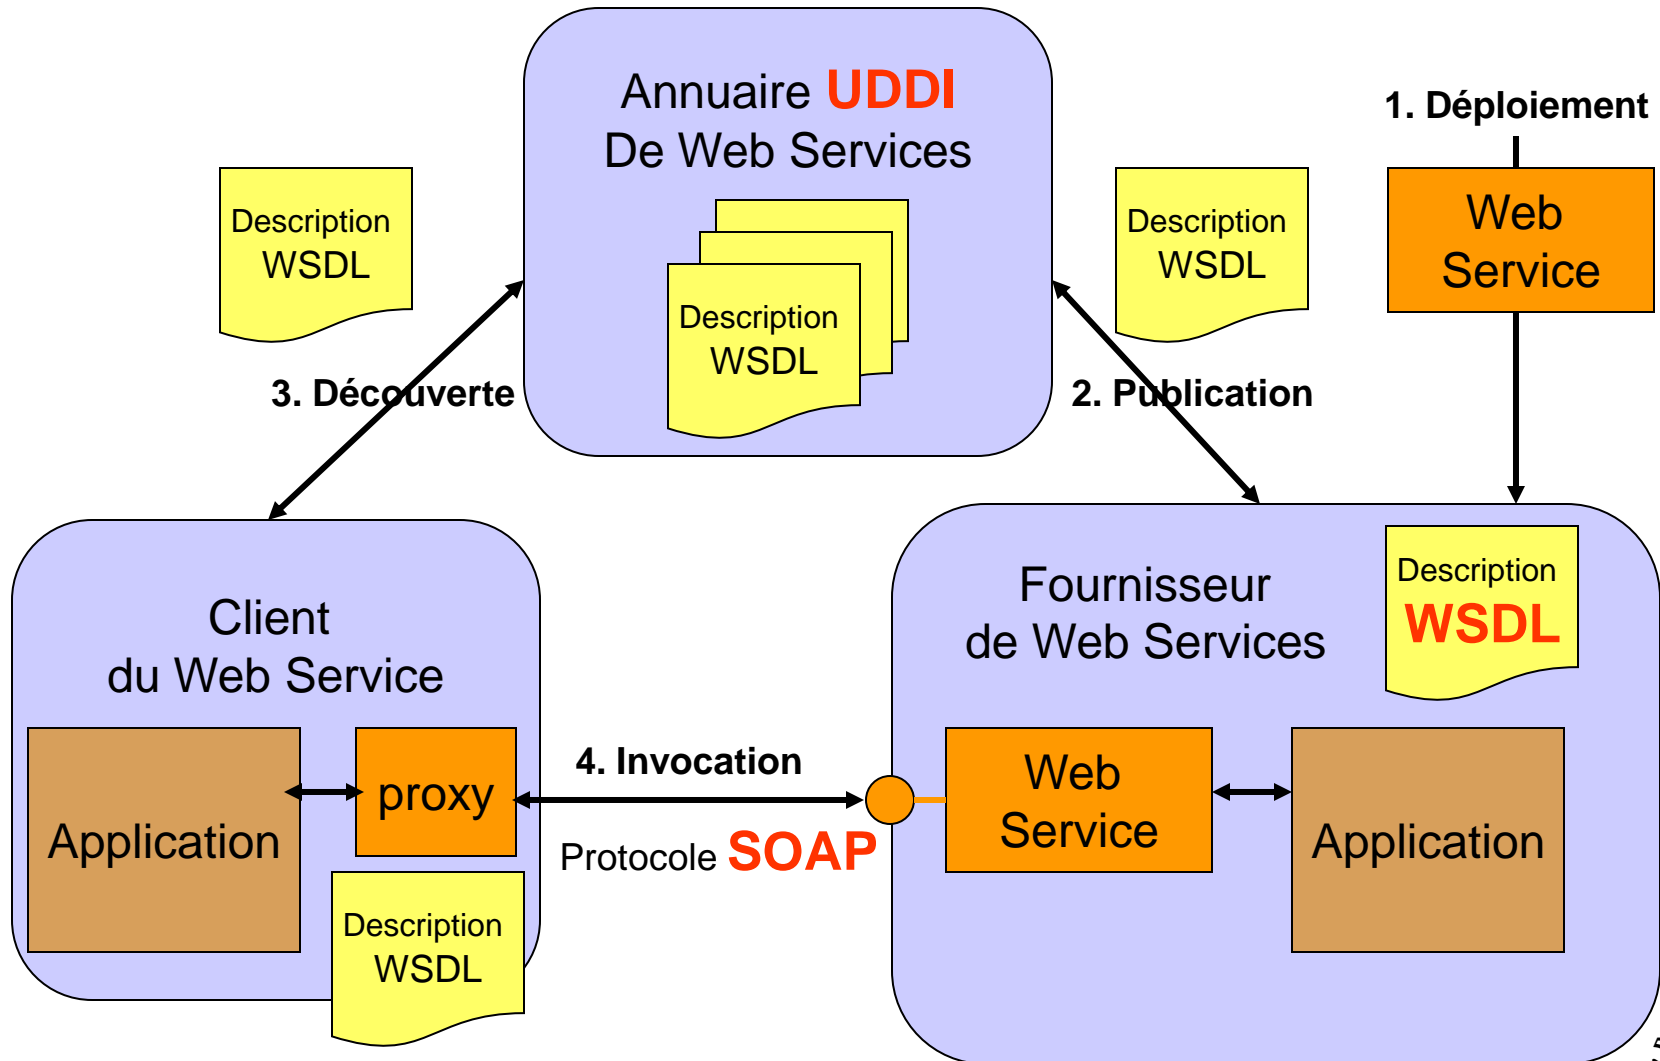 Annuaire UDDI
De Web Services
1. Déploiement
Description
WSDL
Description
WSDL
Description
WSDL
Web
Service
3. Découverte
2. Publication
Client
du Web Service
Fournisseur
de Web Services
Description
WSDL
Application
proxy
Description
WSDL
4. Invocation
Protocole SOAP
Web
Service
Application